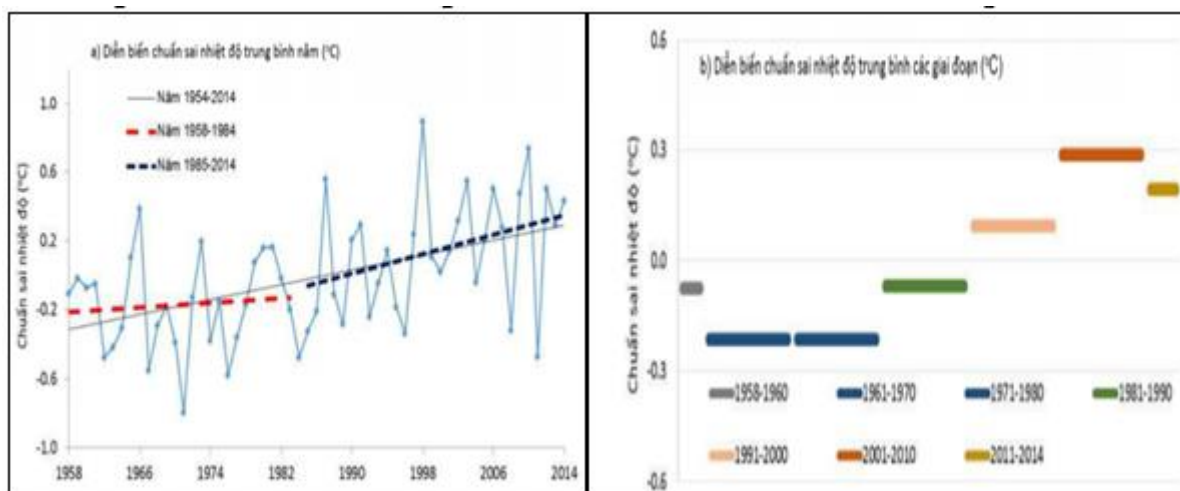 a) Diễn biến chuẩn sai nhiệt độ trung bình năm (°C)
Năm 1954-2014
Năm 1958-1984
Năm 1985-2014
Chuẩn sai nhiệt độ (°C)
1.0
0.6
0.2
-0.2
-0.6
-1.0
1958 1966 1974 1982 1990 1998 2006 2014
b) Diễn biến chuẩn sai nhiệt độ trung bình các giai đoạn (°C)
Chuẩn sai nhiệt độ (°C)
0.6
0.3
0.0
-0.3
-0.6
1958-1960 1961-1970 1971-1980 1981-1990
1991-2000 2001-2010 2011-2014